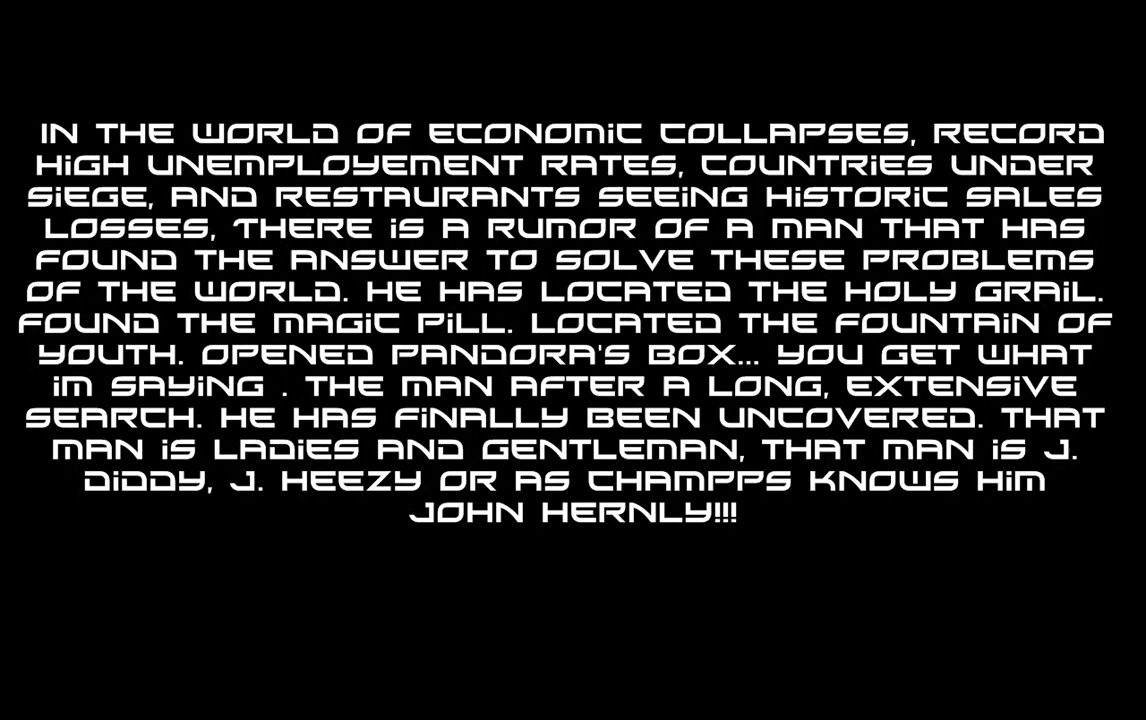 IN THE WORLD OF ECONOMiC COLLAPSES, RECORD
HiGH UNEMPLOYEMENT RATES, COUNTRiES UNDER
SiEGE, AND RESTAURANTS SEEiNG HiSTORiC SALES
LOSSES, THERE iS A RUMOR OF A MAN THAT HAS
FOUND THE ANSWER TO SOLVE THESE PROBLEMS
OF THE WORLD. HE HAS LOCATED THE HOLY GRAiL.
FOUND THE MAGiC PiLL. LOCATED THE FOUNTAiN OF
YOUTH. OPENED PANDORA'S BOX... YOU GET WHAT
iM SAYiNG . THE MAN AFTER A LONG, EXTENSiVE
SEARCH. HE HAS FiNALLY BEEN UNCOVERED. THAT
MAN iS LADiES AND GENTLEMAN, THAT MAN iS J.
DiDDY, J. HEEZY OR AS CHAMPPS KNOWS HiM
JOHN HERNLY!!!